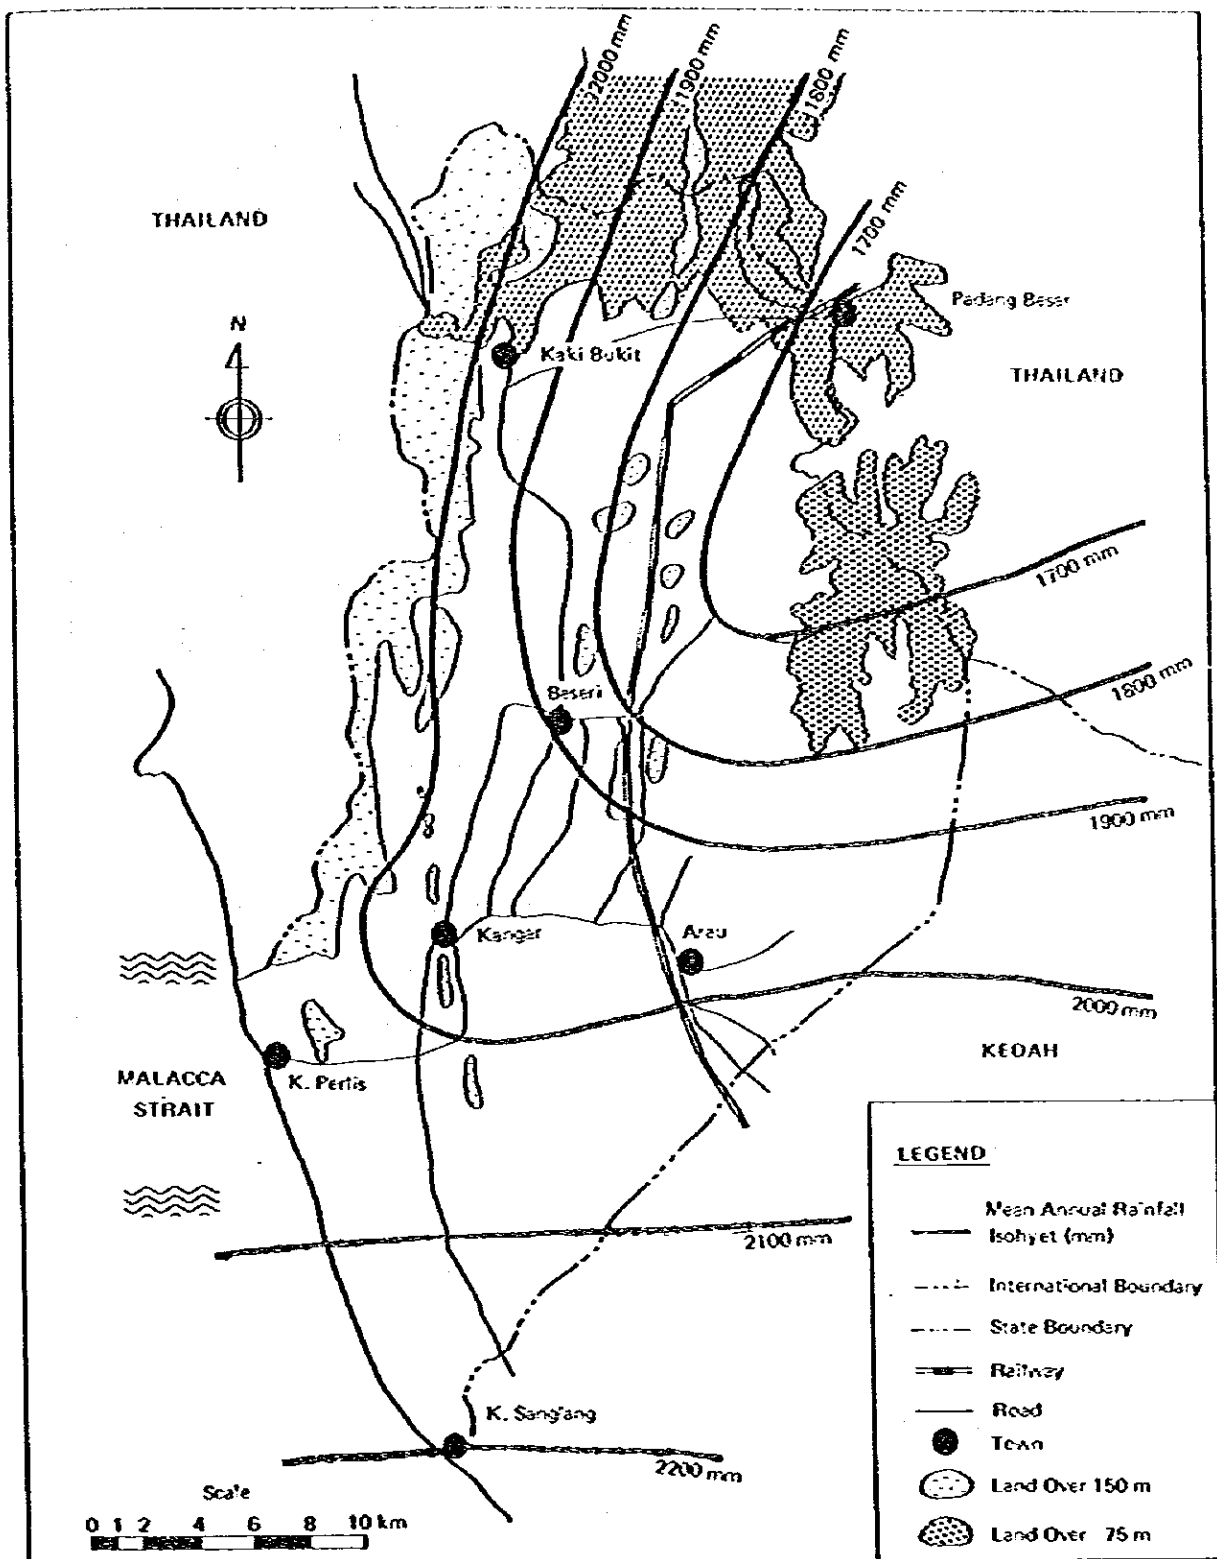 2000 mm
1900 mm
1800 mm
1700 mm
THAILAND
N
Padang Besar
Kaki Bukit
THAILAND
1700 mm
Beseri
1800 mm
1900 mm
Kangar
Arau
2000 mm
K. Perlis
MALACCA
STRAIT
KEDAH
2100 mm
K. Sanglang
2200 mm
Scale
0 1 2 4 6 8 10 km
LEGEND
Mean Annual Rainfall
Isohyet (mm)
International Boundary
State Boundary
Railway
Road
Town
Land Over 150 m
Land Over 75 m